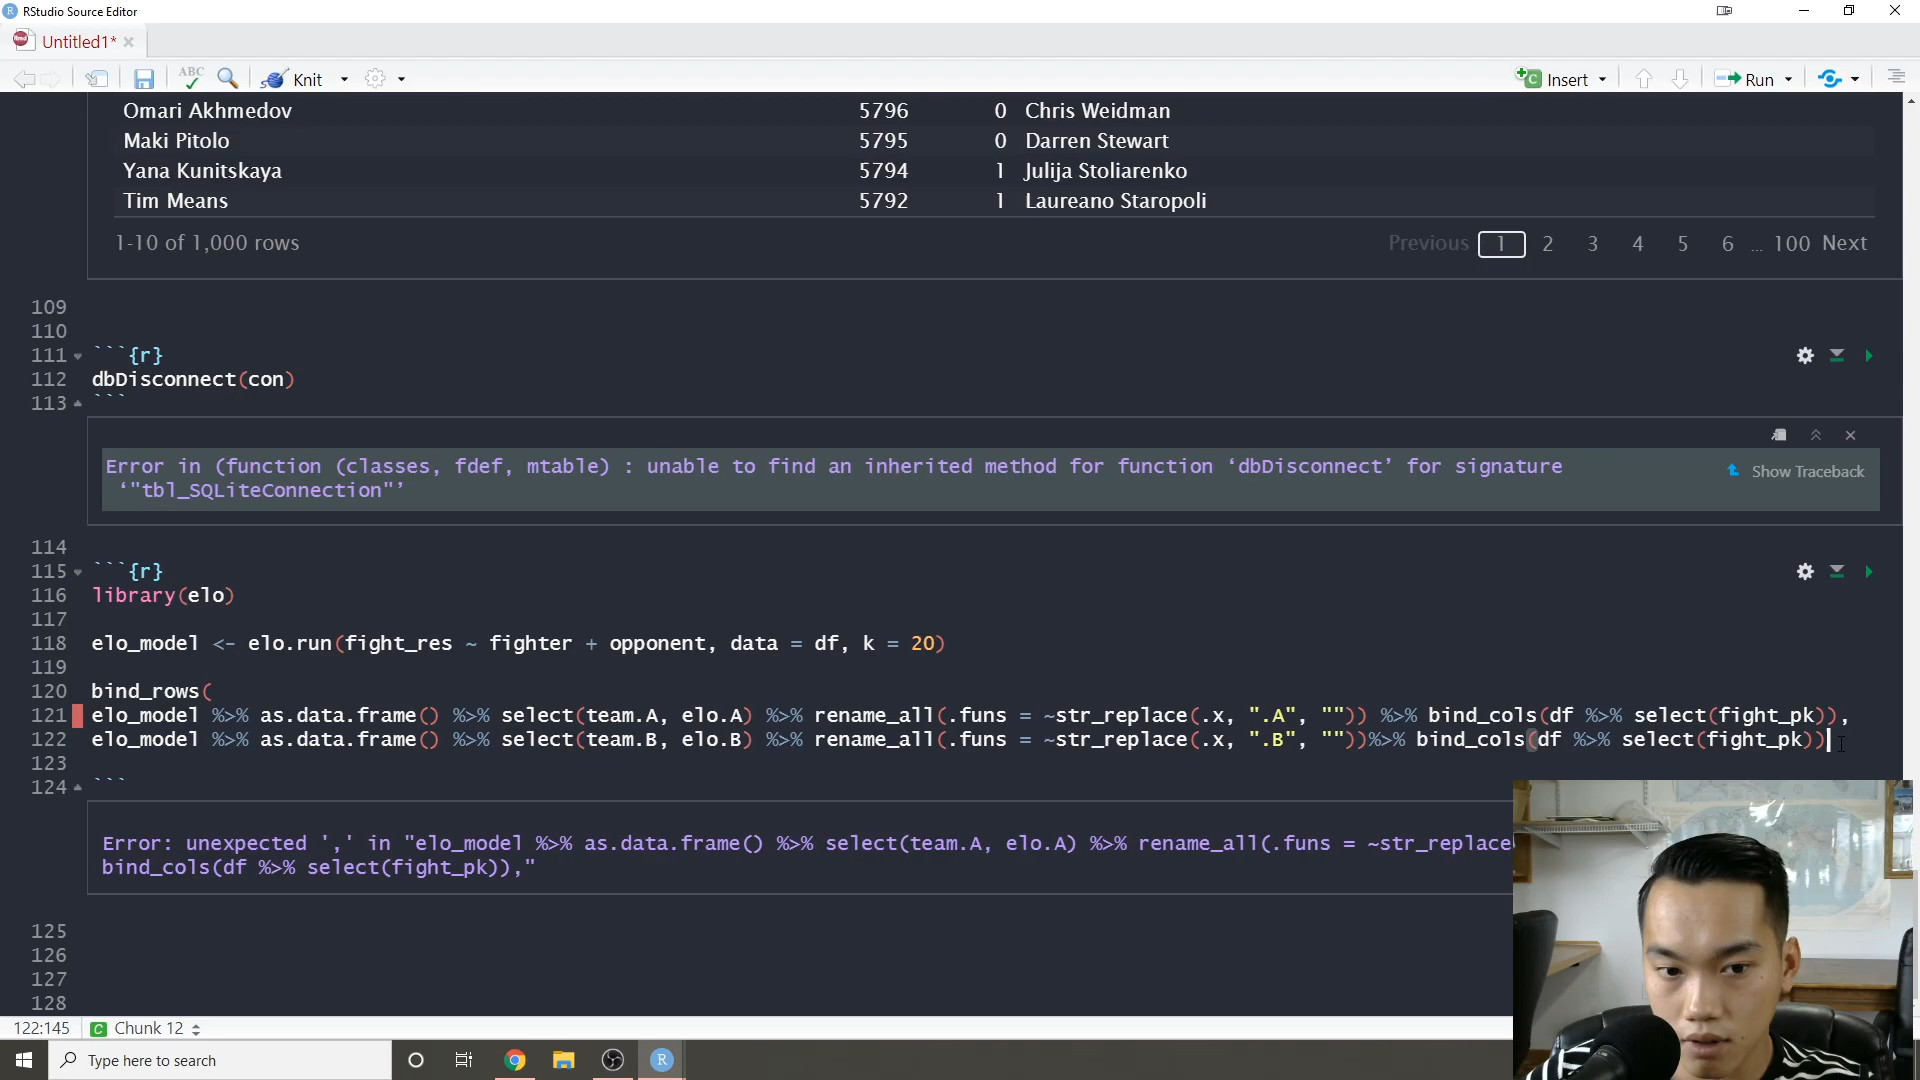 RStudio Source Editor
Untitled1*
ABC
Knit
Insert
Run
Omari Akhmedov 5796 0 Chris Weidman
Maki Pitolo 5795 0 Darren Stewart
Yana Kunitskaya 5794 1 Julija Stoliarenko
Tim Means 5792 1 Laureano Staropoli
1-10 of 1,000 rows Previous 1 2 3 4 5 6 ... 100 Next
109
110
111 ```{r}
112 dbDisconnect(con)
113 ```
Error in (function (classes, fdef, mtable) : unable to find an inherited method for function ‘dbDisconnect’ for signature
‘"tbl_SQLiteConnection"’
Show Traceback
114
115 ```{r}
116 library(elo)
117
118 elo_model <- elo.run(fight_res ~ fighter + opponent, data = df, k = 20)
119
120 bind_rows(
121 elo_model %>% as.data.frame() %>% select(team.A, elo.A) %>% rename_all(.funs = ~str_replace(.x, ".A", "")) %>% bind_cols(df %>% select(fight_pk)),
122 elo_model %>% as.data.frame() %>% select(team.B, elo.B) %>% rename_all(.funs = ~str_replace(.x, ".B", ""))%>% bind_cols(df %>% select(fight_pk))
123
124 ```
Error: unexpected ',' in "elo_model %>% as.data.frame() %>% select(team.A, elo.A) %>% rename_all(.funs = ~str_replace
bind_cols(df %>% select(fight_pk)),"
125
126
127
128
122:145 C Chunk 12
Type here to search
R